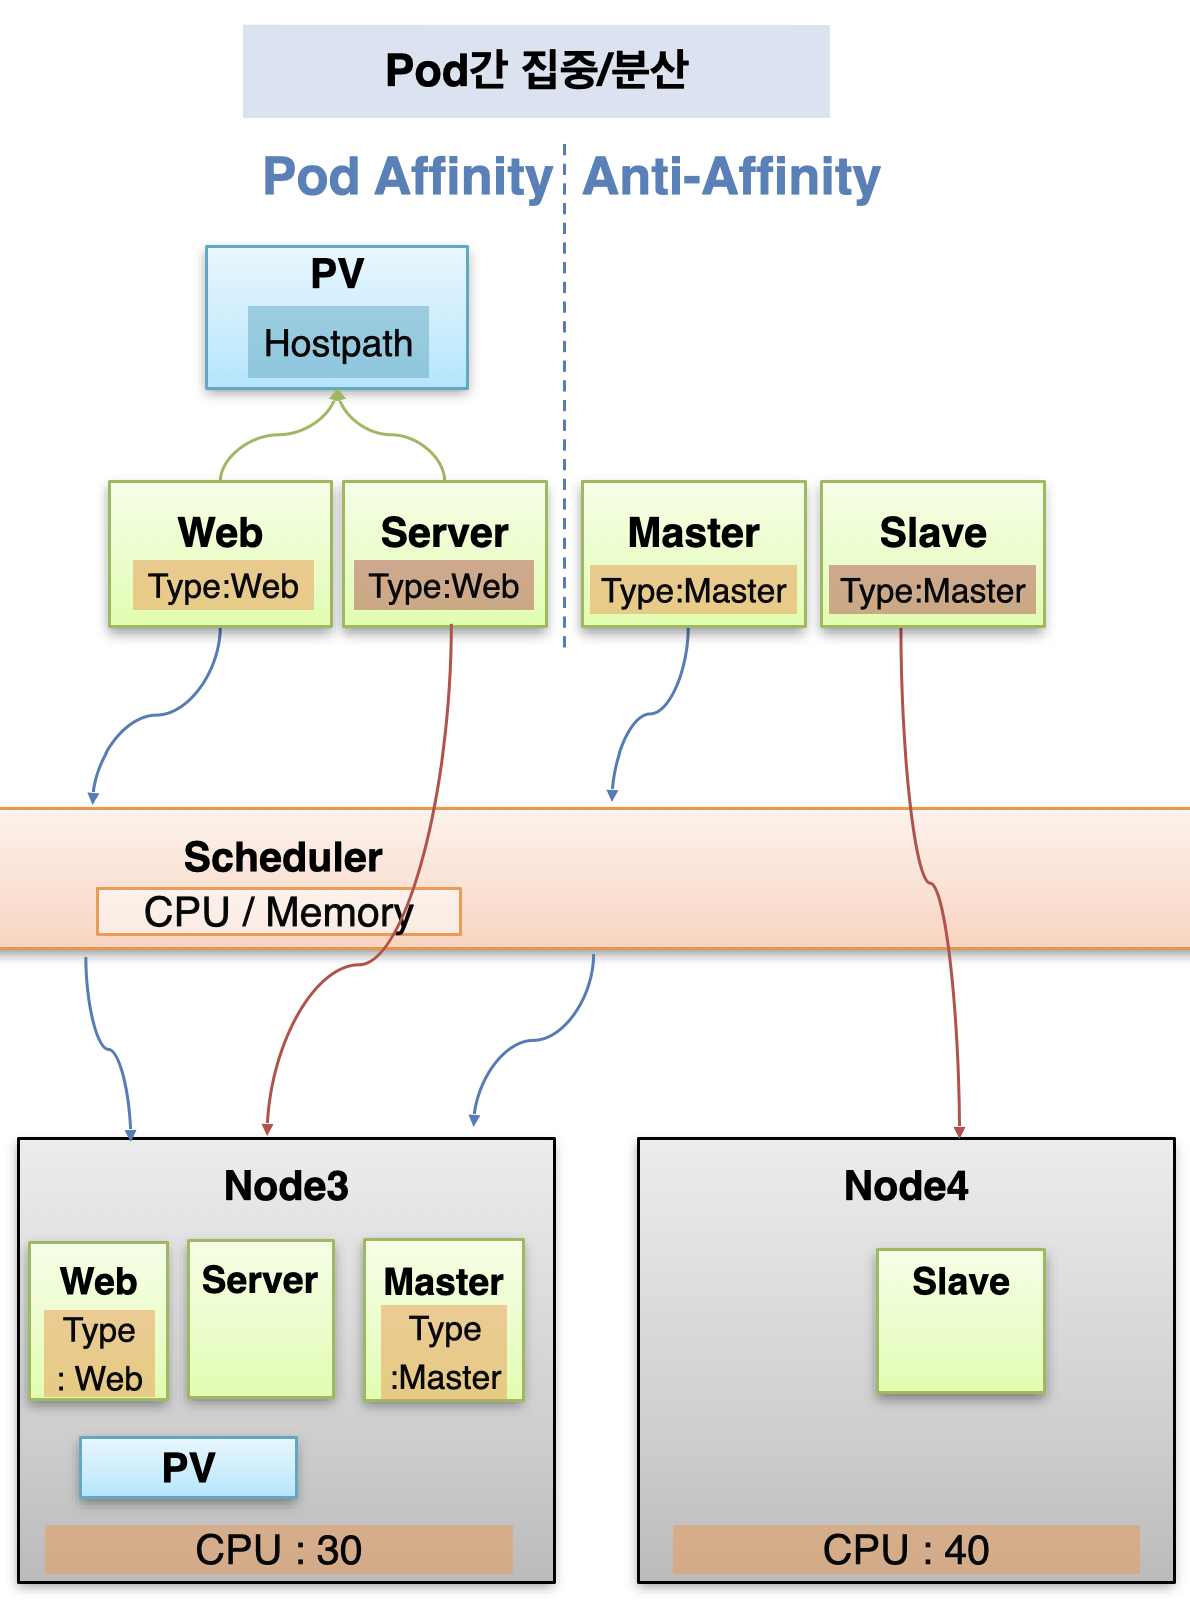 Pod간 집중/분산
Pod Affinity
Anti-Affinity
PV
Hostpath
Web
Type:Web
Server
Type:Web
Master
Type:Master
Slave
Type:Master
Scheduler
CPU / Memory
Node3
Web
Type
: Web
Server
Master
Type
:Master
PV
CPU : 30
Node4
Slave
CPU : 40